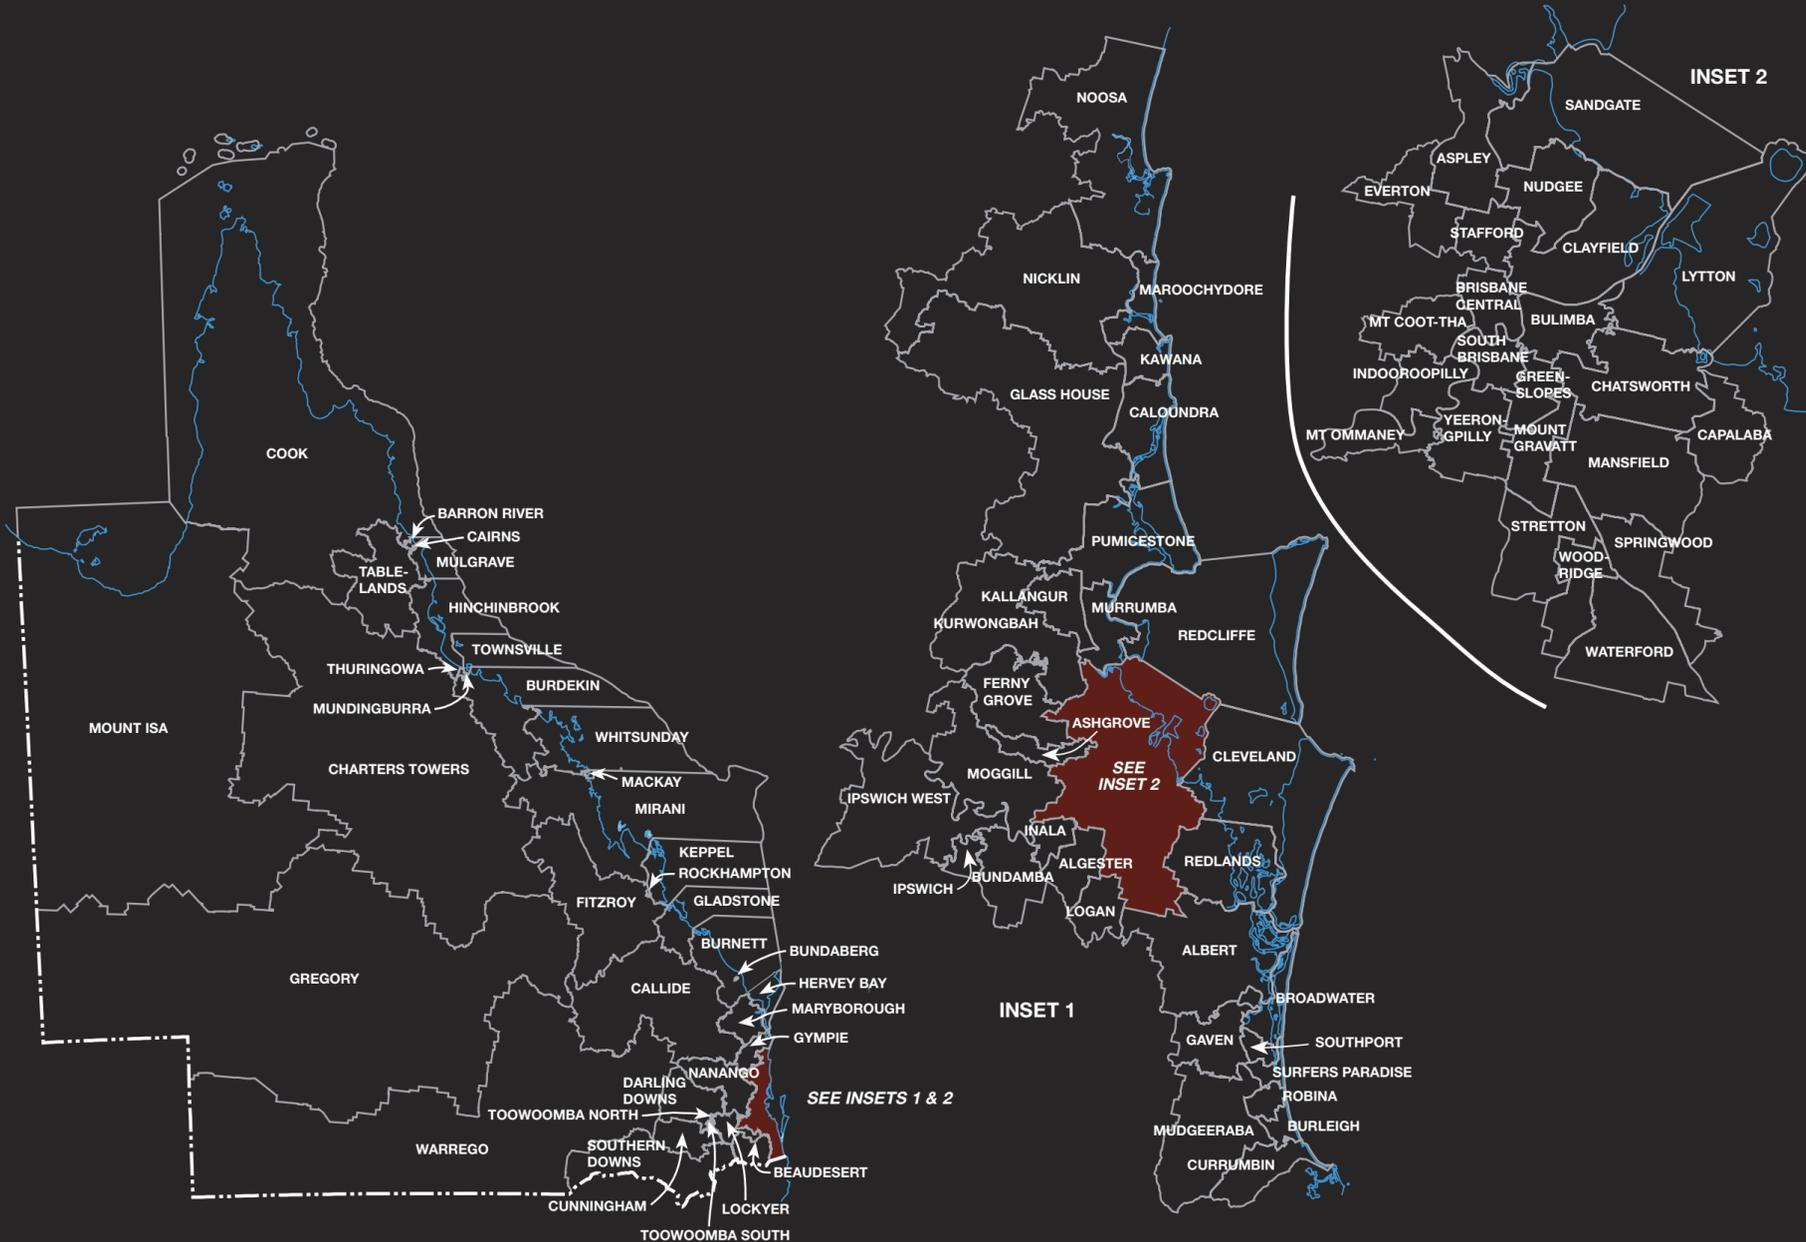 COOK
BARRON RIVER
CAIRNS
MULGRAVE
TABLE-
LANDS
HINCHINBROOK
TOWNSVILLE
THURINGOWA
BURDEKIN
MUNDINGBURRA
MOUNT ISA
WHITSUNDAY
CHARTERS TOWERS
MACKAY
MIRANI
KEPPEL
ROCKHAMPTON
FITZROY
GLADSTONE
BURNETT
BUNDABERG
GREGORY
CALLIDE
HERVEY BAY
MARYBOROUGH
GYMPIE
NANANGO
DARLING
DOWNS
SEE INSETS 1 & 2
TOOWOOMBA NORTH
WARREGO
SOUTHERN
DOWNS
BEAUDESERT
CUNNINGHAM
LOCKYER
TOOWOOMBA SOUTH
NOOSA
NICKLIN
MAROOCHYDORE
KAWANA
GLASS HOUSE
CALOUNDRA
PUMICESTONE
KALLANGUR
MURRUMBA
KURWONGBAH
REDCLIFFE
FERNY
GROVE
ASHGROVE
CLEVELAND
SEE
INSET 2
MOGGILL
IPSWICH WEST
INALA
ALGESTER
REDLANDS
BUNDAMBA
IPSWICH
LOGAN
ALBERT
INSET 1
BROADWATER
GAVEN
SOUTHPORT
SURFERS PARADISE
ROBINA
BURLEIGH
MUDGEERABA
CURRUMBIN
INSET 2
SANDGATE
ASPLEY
EVERTON
NUDGEE
STAFFORD
CLAYFIELD
LYTTON
BRISBANE
CENTRAL
MT COOT-THA
BULIMBA
SOUTH
BRISBANE
INDOOROOPILLY
GREEN-
SLOPES
CHATSWORTH
YEERON-
GPILLY
MT OMMANEY
MOUNT
GRAVATT
CAPALABA
MANSFIELD
STRETTON
SPRINGWOOD
WOOD-
RIDGE
WATERFORD